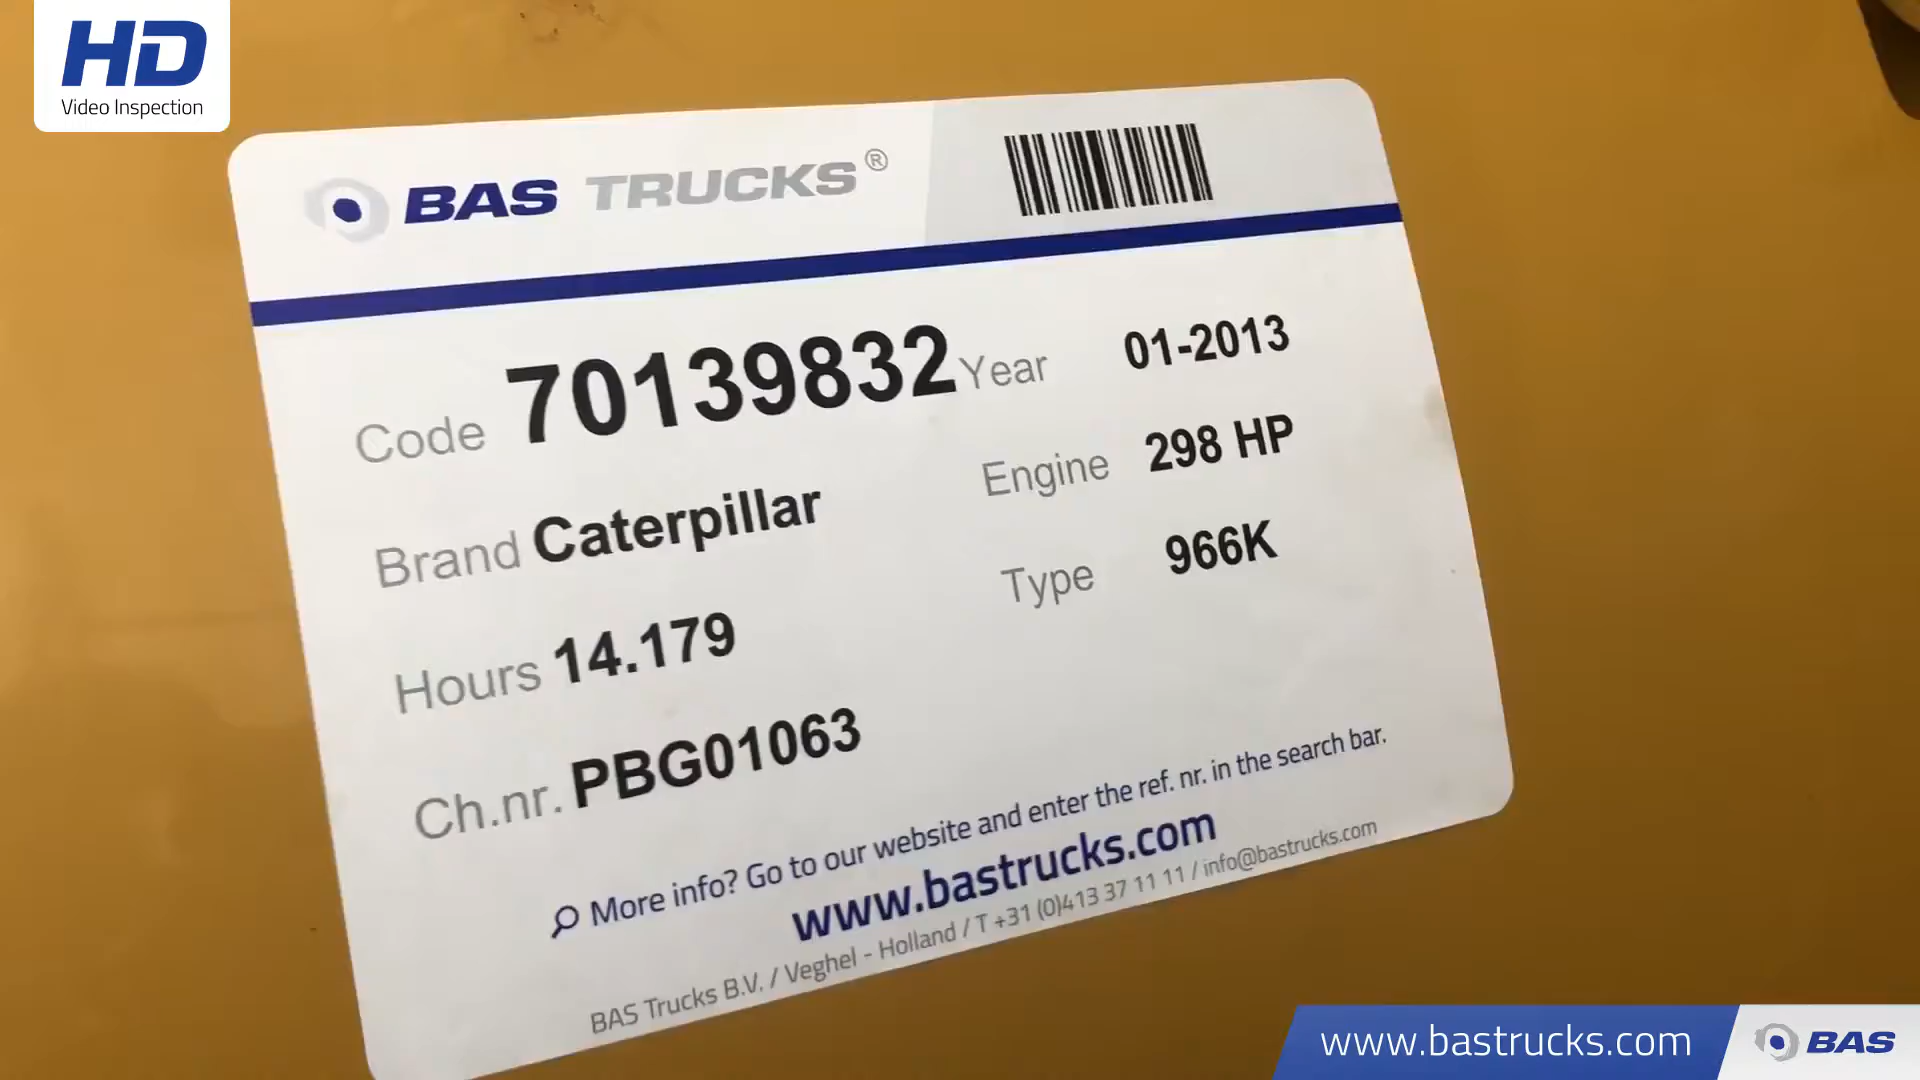 HD
Video Inspection
BAS TRUCKS®
Code 70139832
Year 01-2013
Brand Caterpillar
Engine 298 HP
Hours 14.179
Type 966K
Ch.nr. PBG01063
More info? Go to our website and enter the ref. nr. in the search bar.
www.bastrucks.com
BAS Trucks B.V. / Veghel - Holland / T +31 (0)413 37 11 11 / info@bastrucks.com
www.bastrucks.com
BAS